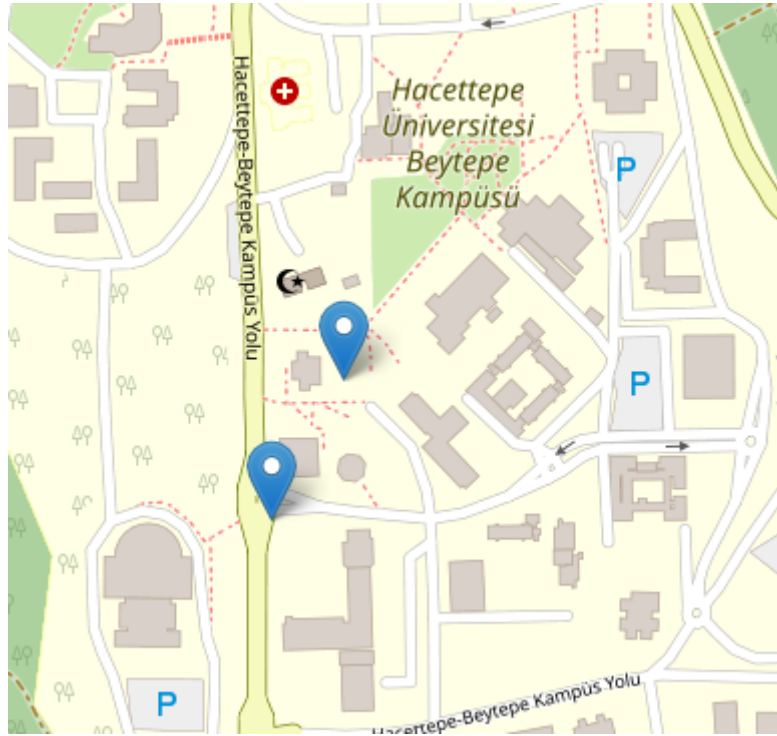 Hacettepe
Üniversitesi
Beytepe
Kampüsü
Hacettepe-Beytepe Kampüs Yolu
P
P
P
Hacettepe-Beytepe Kampüs Yolu